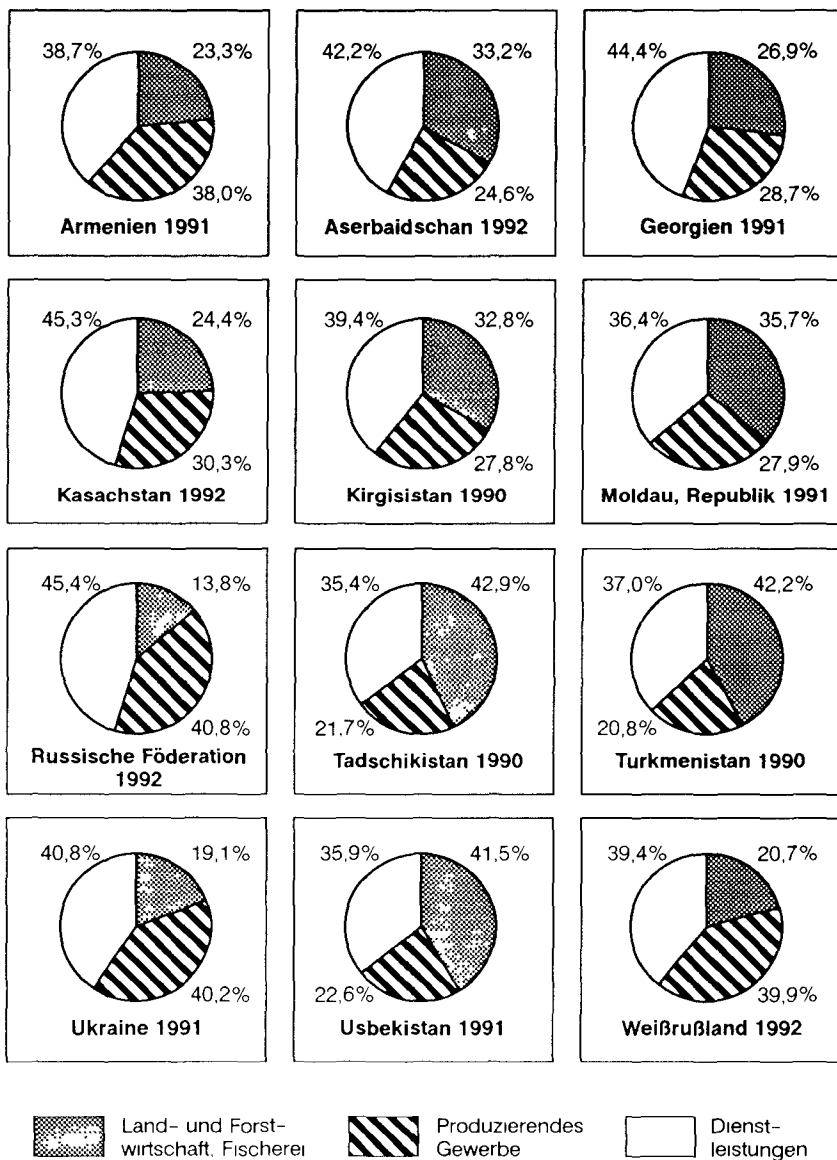 38,7% 23,3%
38,0%
Armenien 1991
42,2% 33,2%
24,6%
Aserbaidschan 1992
44,4% 26,9%
28,7%
Georgien 1991
45,3% 24,4%
30,3%
Kasachstan 1992
39,4% 32,8%
27,8%
Kirgisistan 1990
36,4% 35,7%
27,9%
Moldau, Republik 1991
45,4% 13,8%
40,8%
Russische Föderation
1992
35,4% 42,9%
21,7%
Tadschikistan 1990
37,0% 42,2%
20,8%
Turkmenistan 1990
40,8% 19,1%
40,2%
Ukraine 1991
35,9% 41,5%
22,6%
Usbekistan 1991
39,4% 20,7%
39,9%
Weißrußland 1992
Land- und Forst-
wirtschaft, Fischerei
Produzierendes
Gewerbe
Dienst-
leistungen